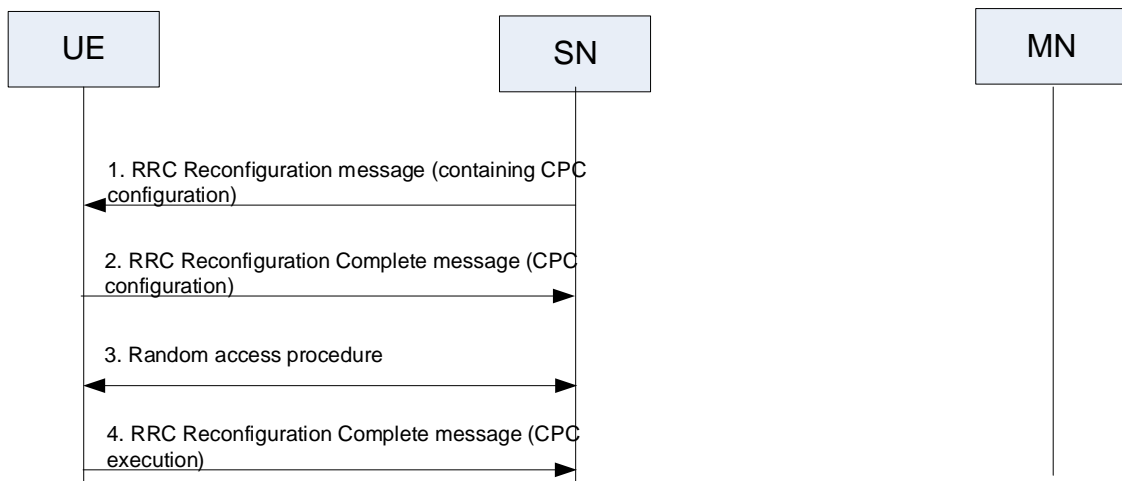 UE
SN
MN
1. RRC Reconfiguration message (containing CPC
configuration)
2. RRC Reconfiguration Complete message (CPC
configuration)
3. Random access procedure
4. RRC Reconfiguration Complete message (CPC
execution)